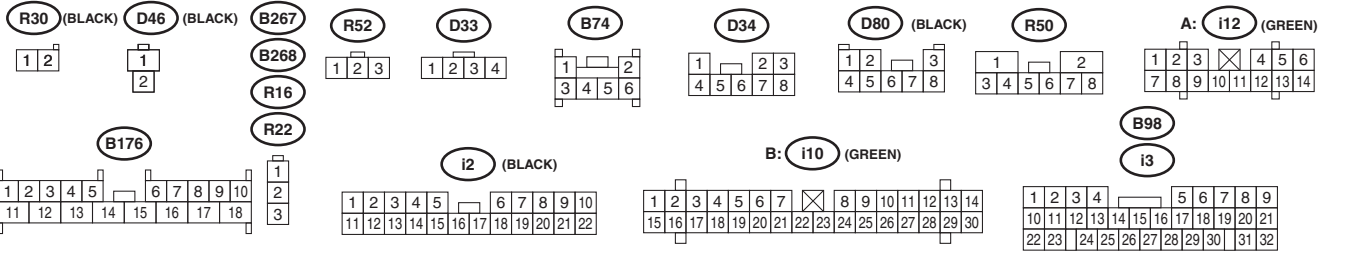 R30 (BLACK) D46 (BLACK) B267 R52 D33 B74 D34 D80 (BLACK) R50 A: i12 (GREEN)
B268
R16
R22
1 2
1
2
1 2 3
1 2 3 4
1 2
3 4 5 6
1 2 3
4 5 6 7 8
1 2 3
4 5 6 7 8
1 2
3 4 5 6 7 8
1 2 3 4 5 6
7 8 9 10 11 12 13 14
B176 i2 (BLACK) B: i10 (GREEN) B98
i3
1 2 3 4 5 6 7 8 9 10
11 12 13 14 15 16 17 18
1
2
3
1 2 3 4 5 6 7 8 9 10
11 12 13 14 15 16 17 18 19 20 21 22
1 2 3 4 5 6 7 8 9 10 11 12 13 14
15 16 17 18 19 20 21 22 23 24 25 26 27 28 29 30
1 2 3 4 5 6 7 8 9
10 11 12 13 14 15 16 17 18 19 20 21
22 23 24 25 26 27 28 29 30 31 32